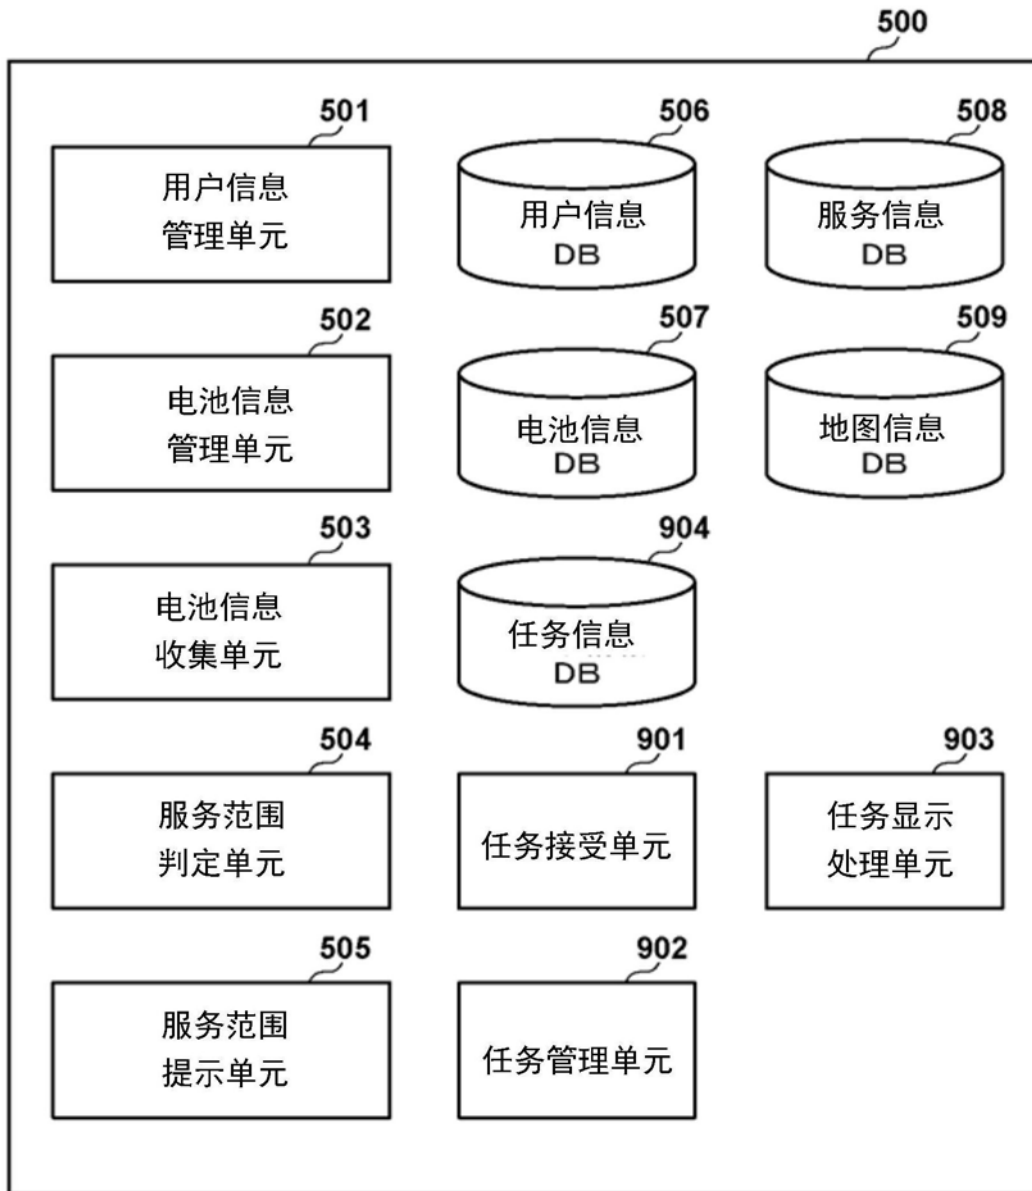 500
501
用户信息
管理单元
506
用户信息
DB
508
服务信息
DB
502
电池信息
管理单元
507
电池信息
DB
509
地图信息
DB
503
电池信息
收集单元
904
任务信息
DB
504
服务范围
判定单元
901
任务接受单元
903
任务显示
处理单元
505
服务范围
提示单元
902
任务管理单元